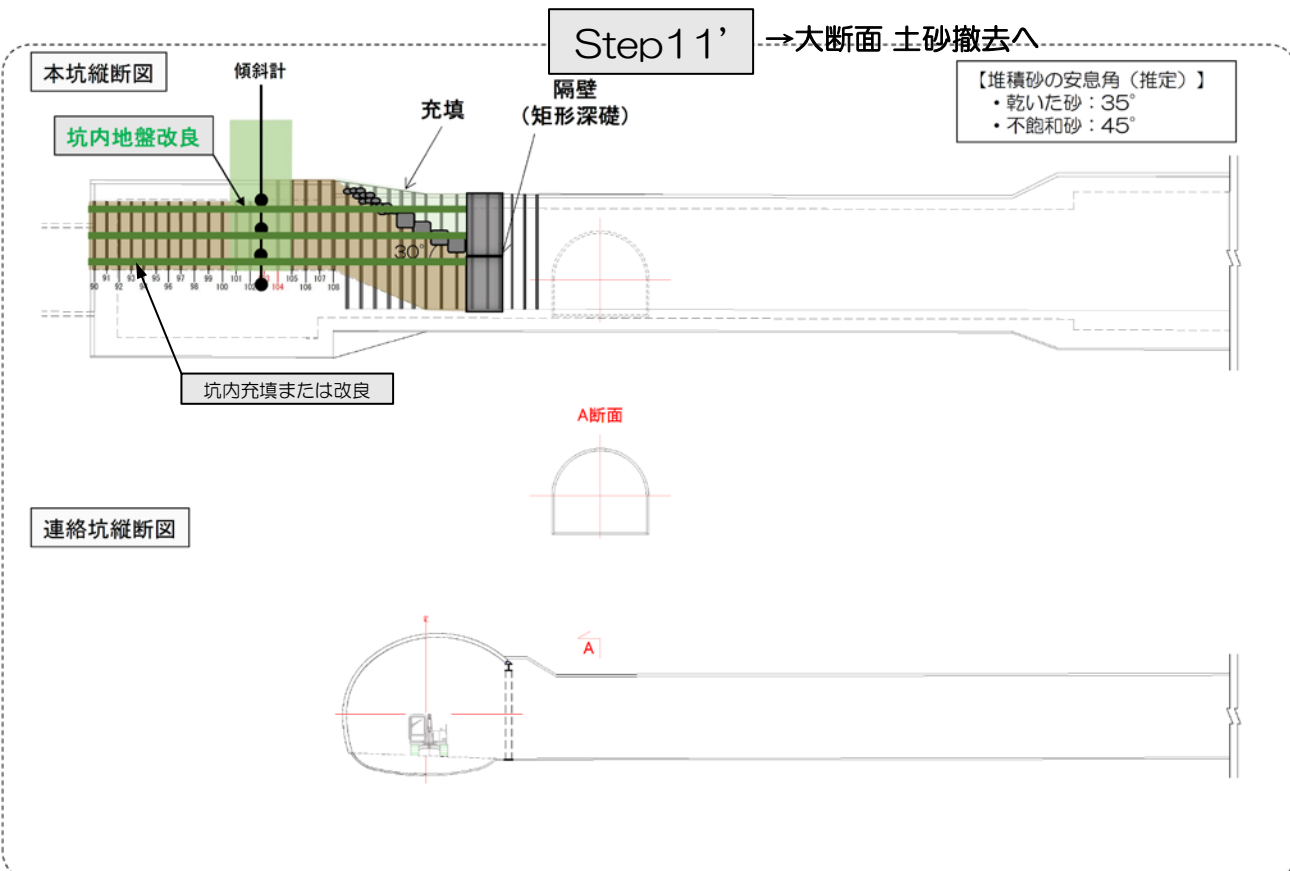 Step11’
→大断面 土砂撤去へ
本坑縦断図
傾斜計
坑内地盤改良
充填
隔壁
(矩形深礎)
【堆積砂の安息角（推定）】
・乾いた砂：35°
・不飽和砂：45°
30°
90 91 92 93 94 95 96 97 98 99 100 101 102 103 104 105 106 107 108
坑内充填または改良
A断面
連絡坑縦断図
A